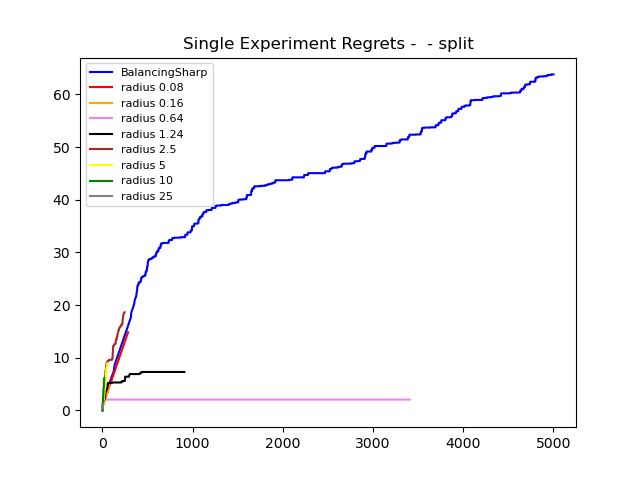 Single Experiment Regrets -  - split
BalancingSharp
radius 0.08
radius 0.16
radius 0.64
radius 1.24
radius 2.5
radius 5
radius 10
radius 25
60
50
40
30
20
10
0
0 1000 2000 3000 4000 5000